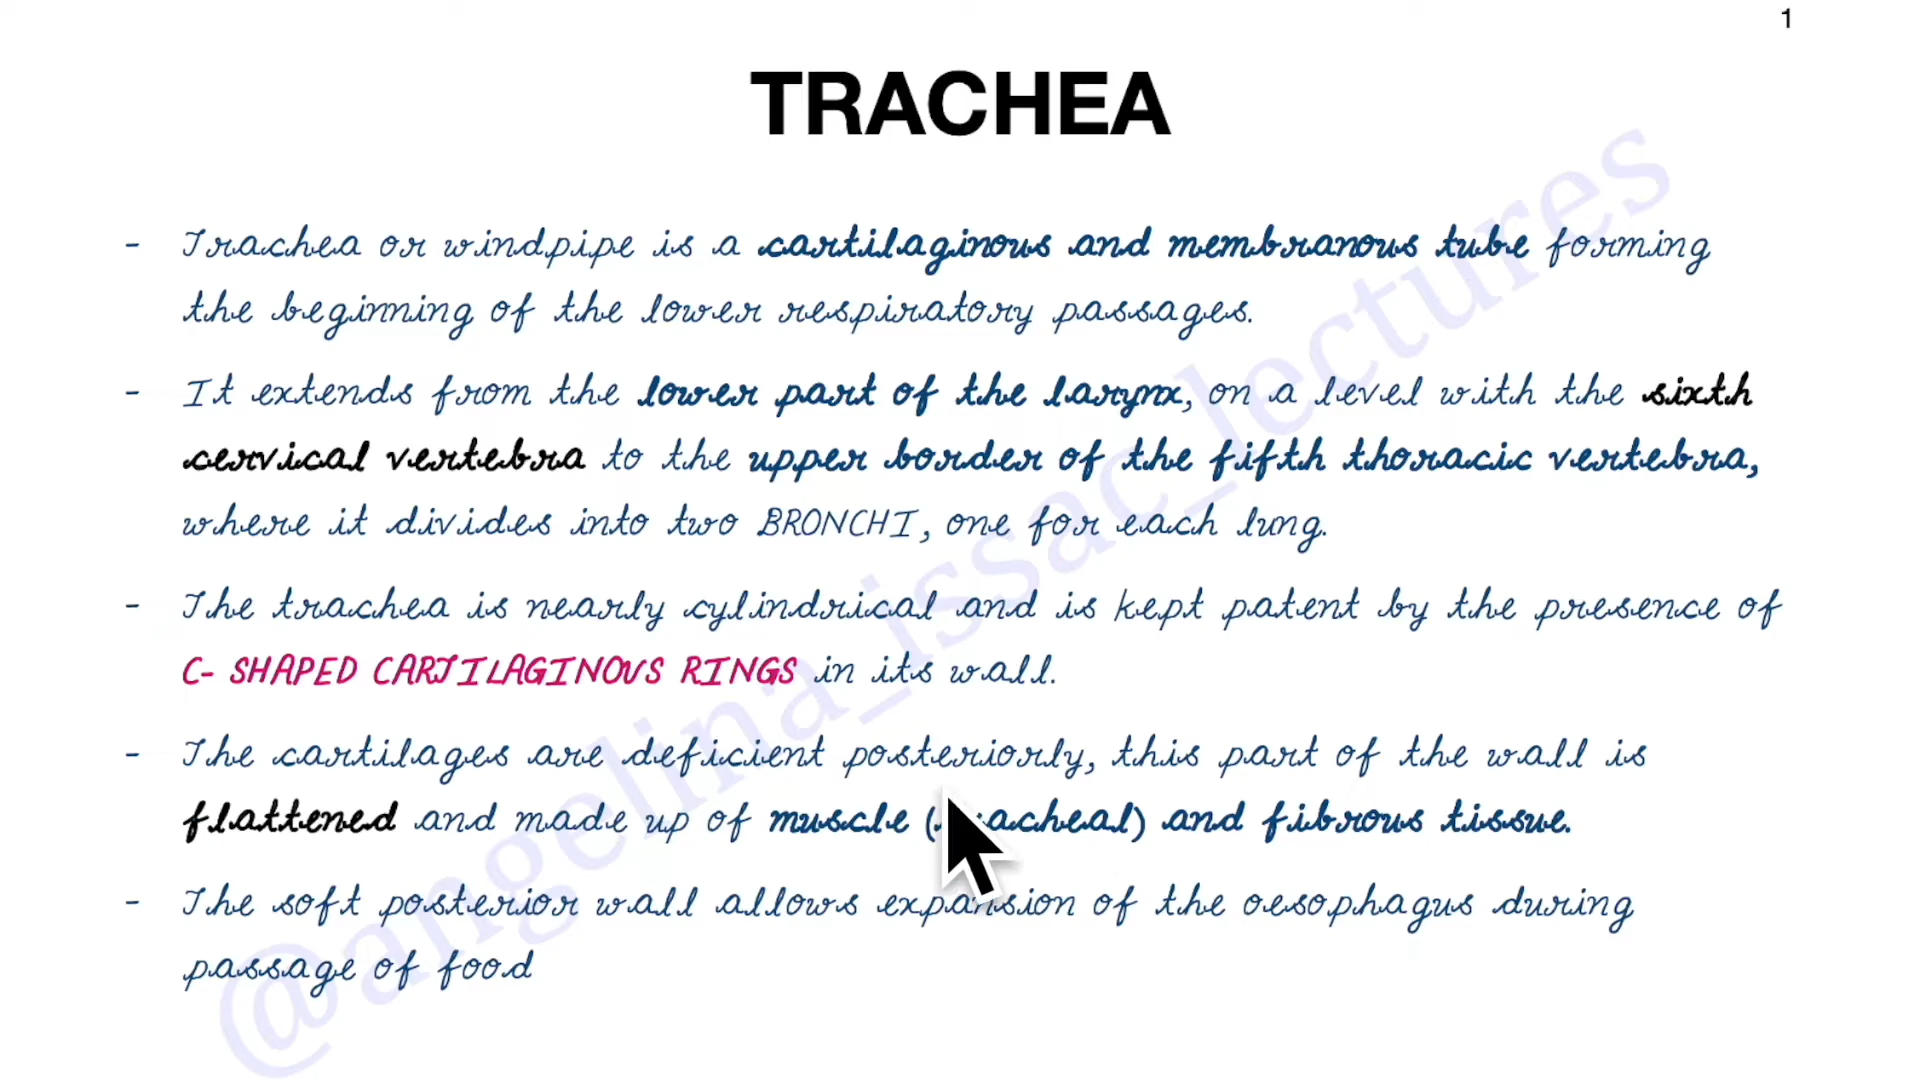 1
TRACHEA
- Trachea or windpipe is a cartilaginous and membranous tube forming
the beginning of the lower respiratory passages.
- It extends from the lower part of the larynx, on a level with the sixth
cervical vertebra to the upper border of the fifth thoracic vertebra,
where it divides into two BRONCHI, one for each lung.
- The trachea is nearly cylindrical and is kept patent by the presence of
C- SHAPED CARTILAGINOUS RINGS in its wall.
- The cartilages are deficient posteriorly, this part of the wall is
flattened and made up of muscle (tracheal) and fibrous tissue.
- The soft posterior wall allows expansion of the oesophagus during
passage of food
@angelina_issac_lectures